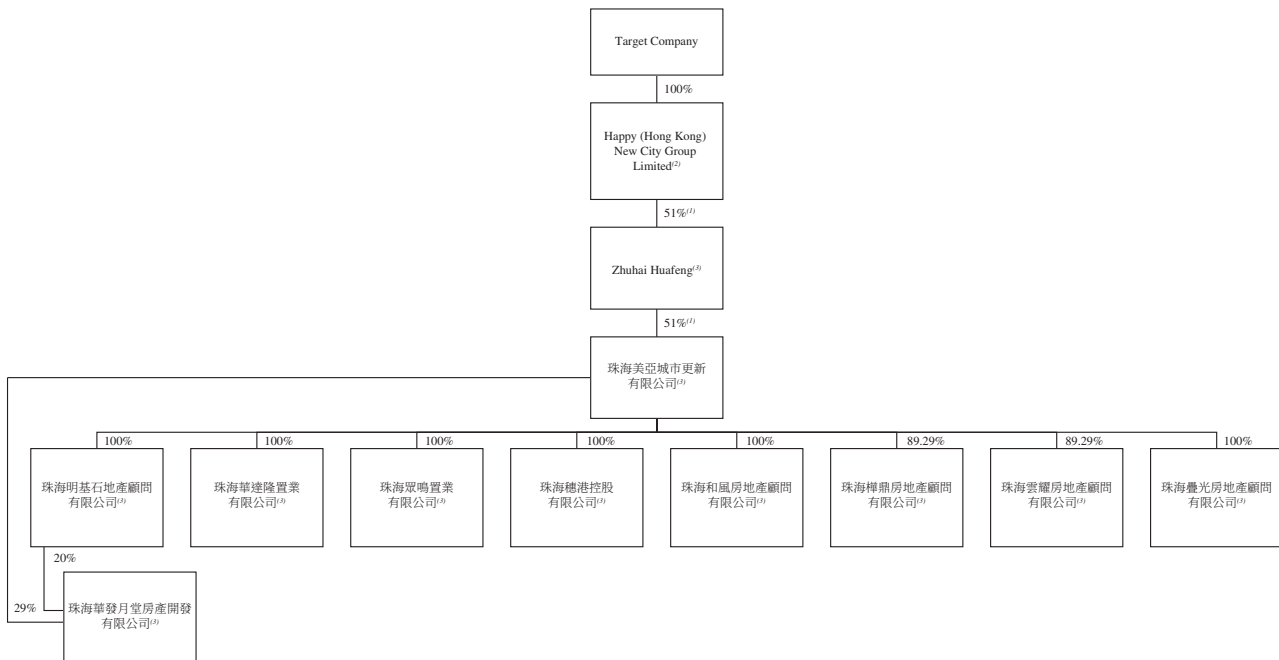 Target Company
100%
Happy (Hong Kong)
New City Group
Limited(2)
51%(1)
Zhuhai Huafeng(3)
51%(1)
珠海美亞城市更新
有限公司(3)
100%
100%
100%
100%
100%
89.29%
89.29%
100%
珠海明基石地產顧問
有限公司(3)
珠海華達隆置業
有限公司(3)
珠海眾鳴置業
有限公司(3)
珠海穗港控股
有限公司(3)
珠海和風房地產顧問
有限公司(3)
珠海樺鼎房地產顧問
有限公司(3)
珠海雲耀房地產顧問
有限公司(3)
珠海疊光房地產顧問
有限公司(3)
20%
29%
珠海華發月堂房產開發
有限公司(3)